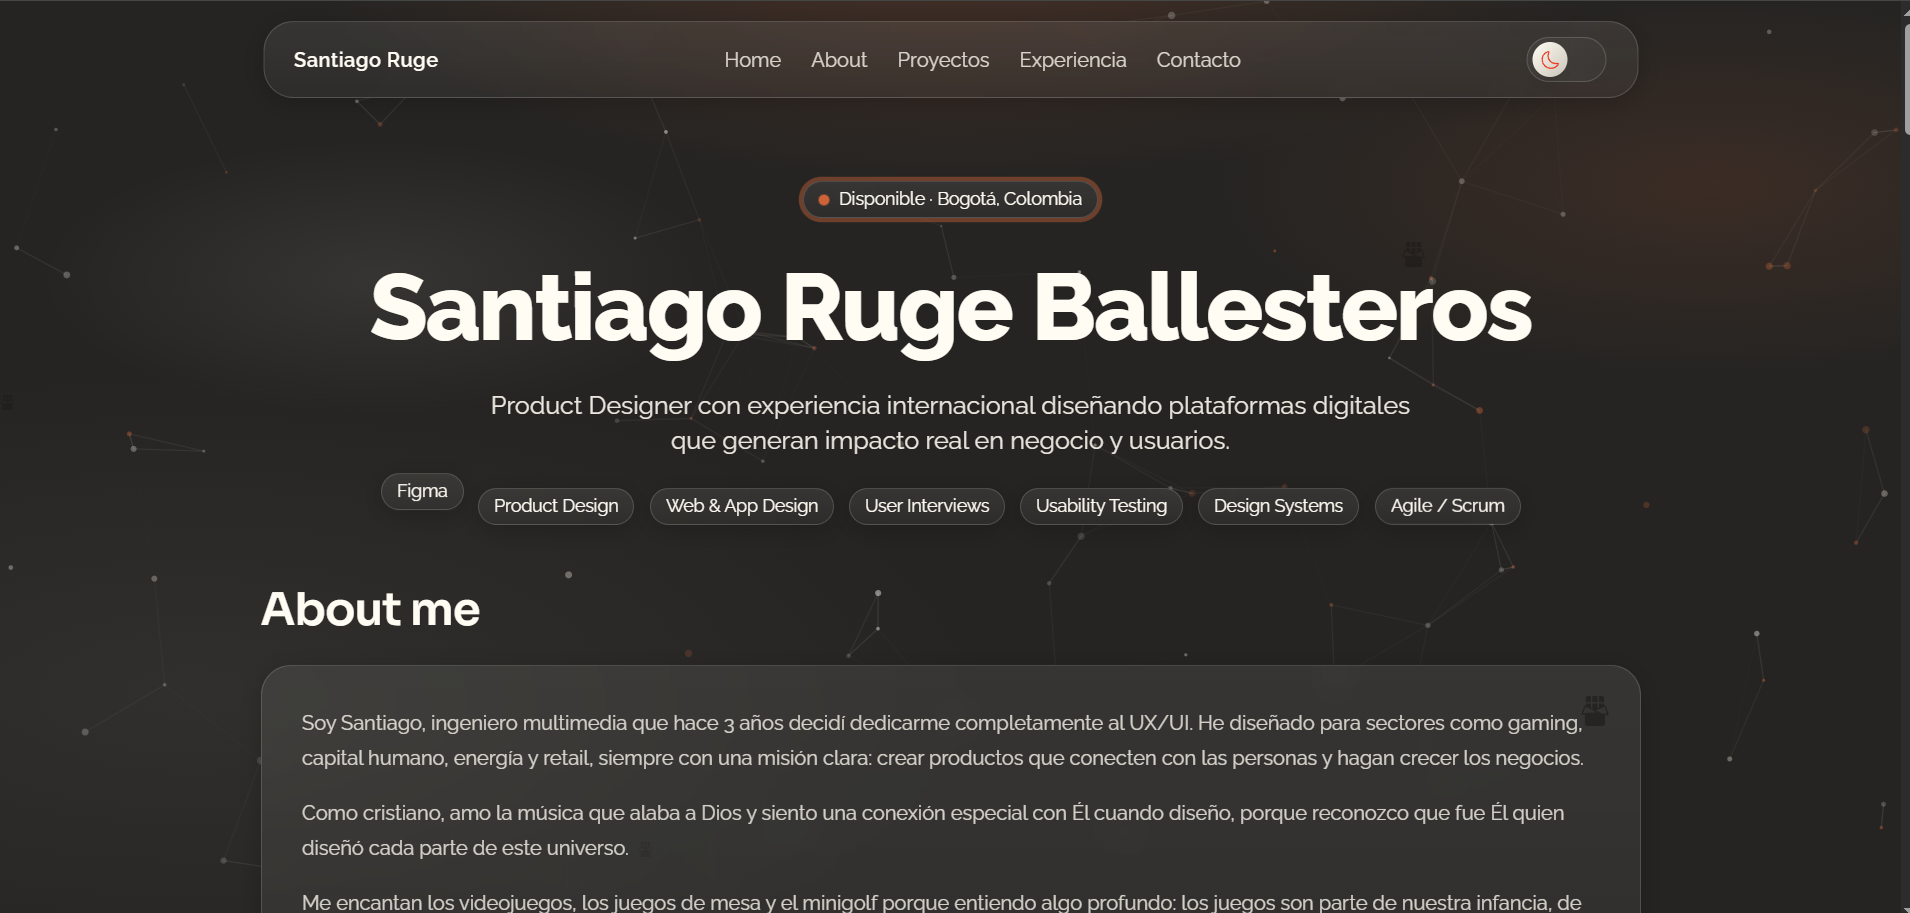 Santiago Ruge
Home About Proyectos Experiencia Contacto
Disponible · Bogotá, Colombia
Santiago Ruge Ballesteros
Product Designer con experiencia internacional diseñando plataformas digitales
que generan impacto real en negocio y usuarios.
Figma Product Design Web & App Design User Interviews Usability Testing Design Systems Agile / Scrum
About me
Soy Santiago, ingeniero multimedia que hace 3 años decidí dedicarme completamente al UX/UI. He diseñado para sectores como gaming,
capital humano, energía y retail, siempre con una misión clara: crear productos que conecten con las personas y hagan crecer los negocios.
Como cristiano, amo la música que alaba a Dios y siento una conexión especial con Él cuando diseño, porque reconozco que fue Él quien
diseñó cada parte de este universo.
Me encantan los videojuegos, los juegos de mesa y el minigolf porque entiendo algo profundo: los juegos son parte de nuestra infancia, de